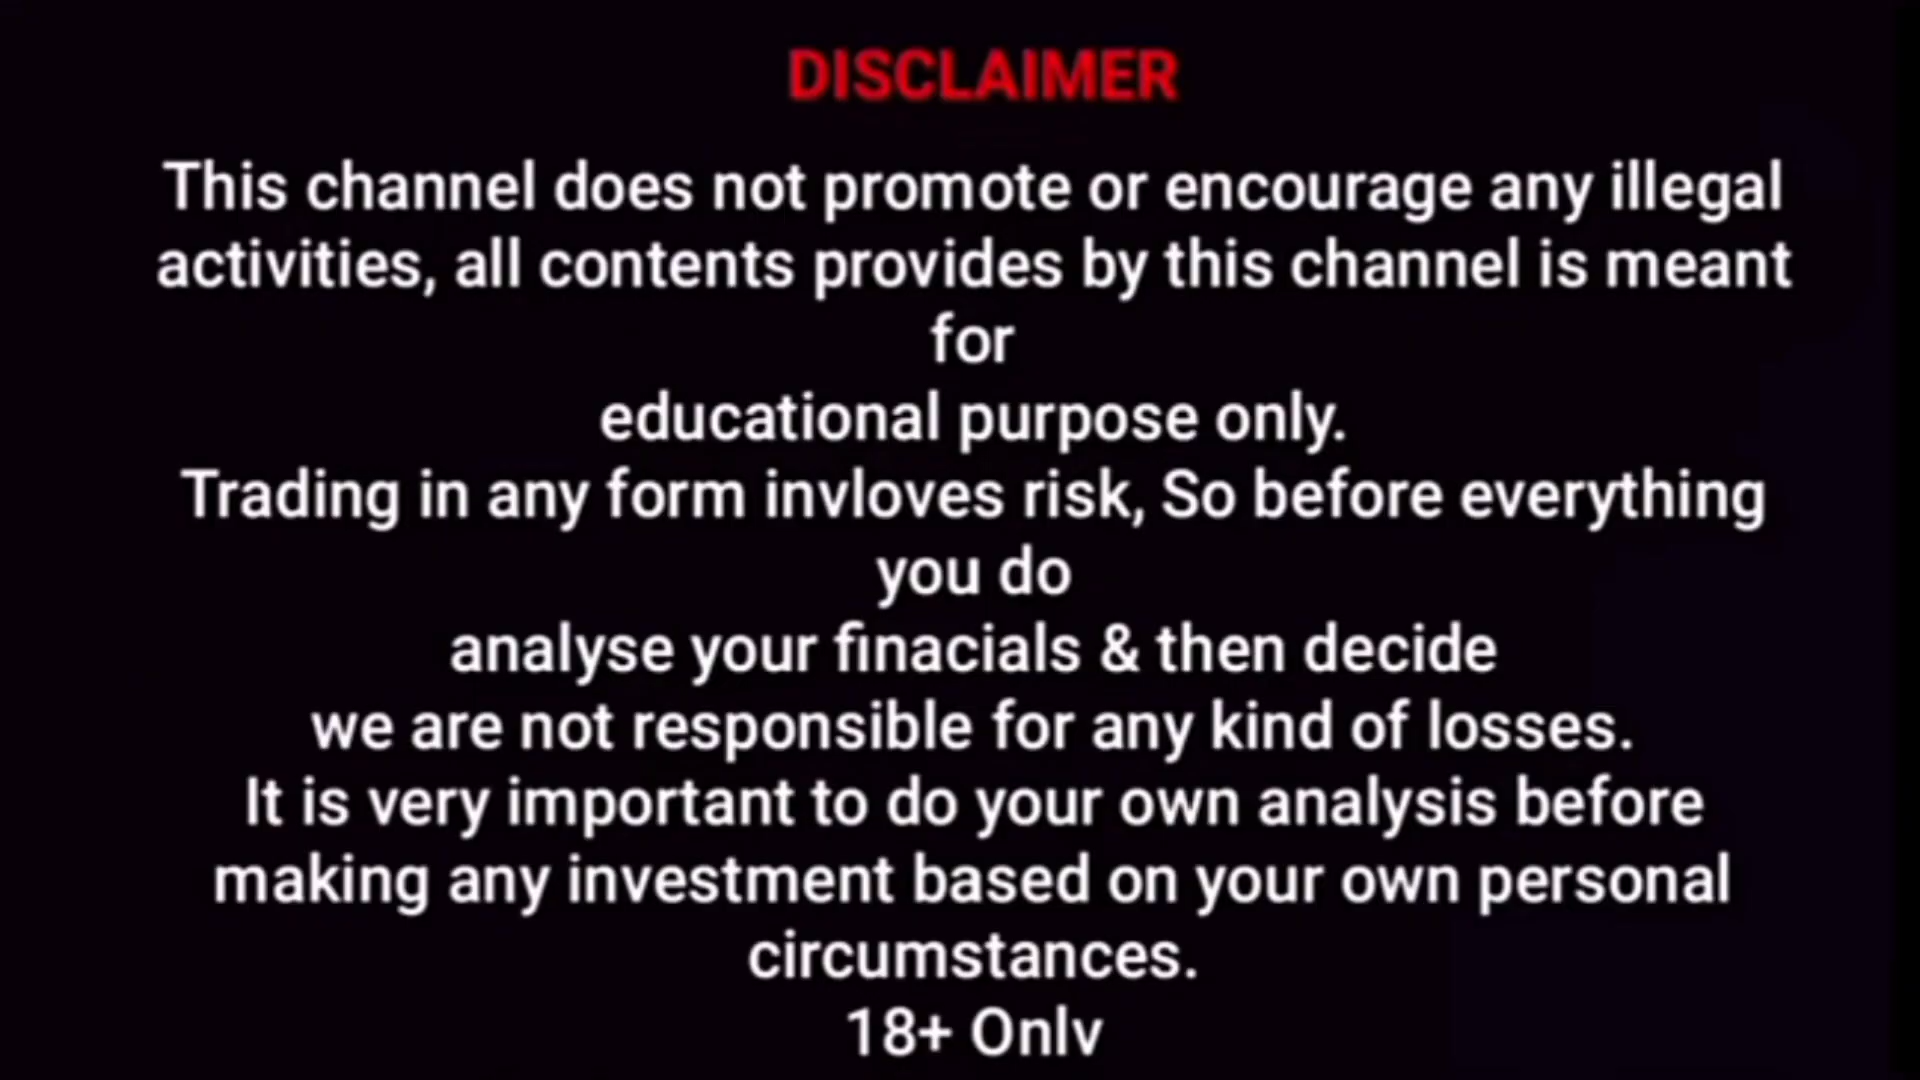 DISCLAIMER
This channel does not promote or encourage any illegal
activities, all contents provides by this channel is meant
for
educational purpose only.
Trading in any form invloves risk, So before everything
you do
analyse your finacials & then decide
we are not responsible for any kind of losses.
It is very important to do your own analysis before
making any investment based on your own personal
circumstances.
18+ Only